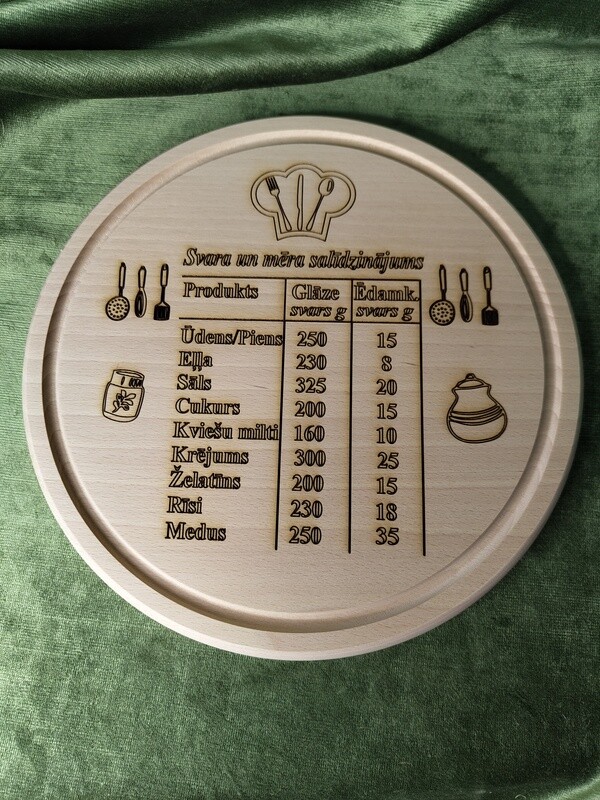 Svara un mēra salīdzinājums
Produkts Glāze Ēdamk.
svars g svars g
Ūdens/Piens 250 15
Eļļa 230 8
Sāls 325 20
Cukurs 200 15
Kviešu milti 160 10
Krējums 300 25
Želatīns 200 15
Rīsi 230 18
Medus 250 35